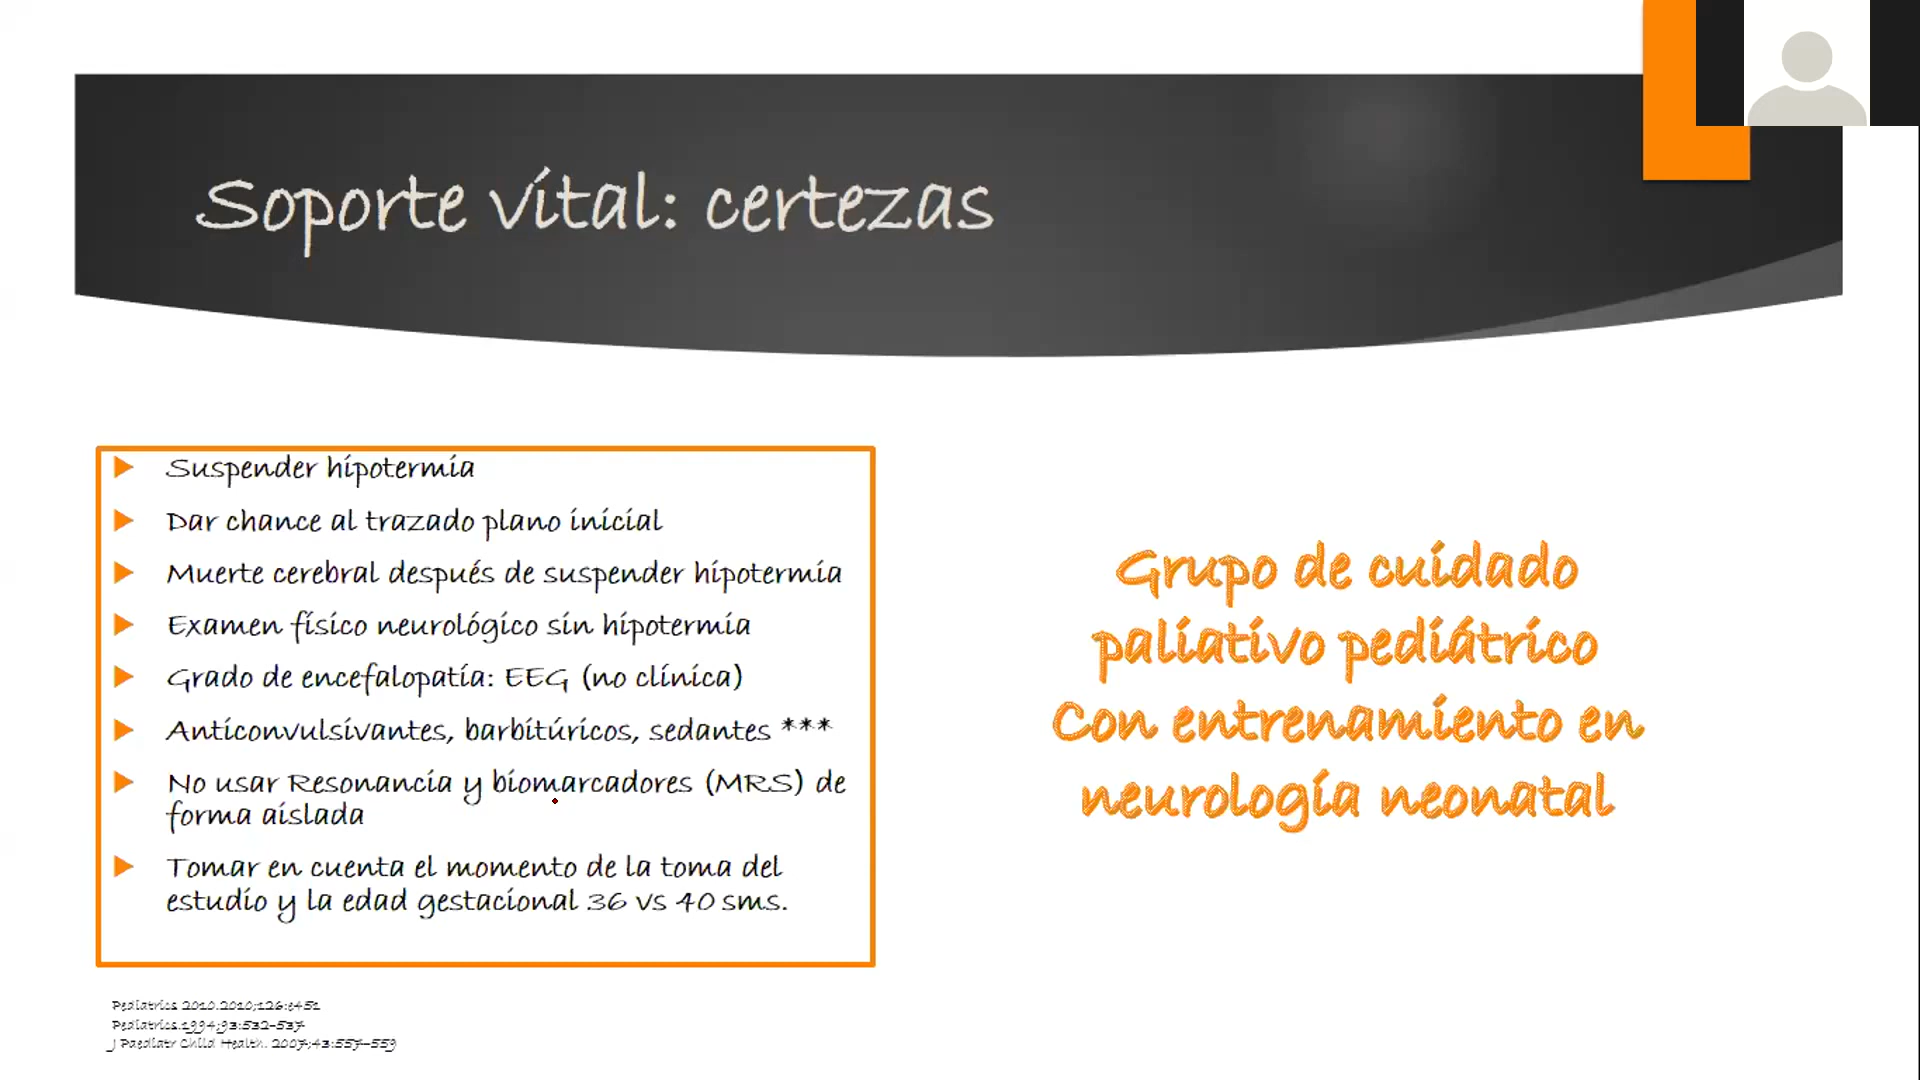 Soporte vital: certezas
Suspender hipotermia
Dar chance al trazado plano inicial
Muerte cerebral después de suspender hipotermia
Examen físico neurológico sin hipotermia
Grado de encefalopatía: EEG (no clínica)
Anticonvulsivantes, barbitúricos, sedantes ***
No usar Resonancia y biomarcadores (MRS) de
forma aislada
Tomar en cuenta el momento de la toma del
estudio y la edad gestacional 36 vs 40 sms.
Grupo de cuidado
paliativo pediátrico
Con entrenamiento en
neurología neonatal
Pediatrics 2010.2010;126:e451
Pediatrics.1994;93:532-537
J Paediatr Child Health. 2007;43:557–559